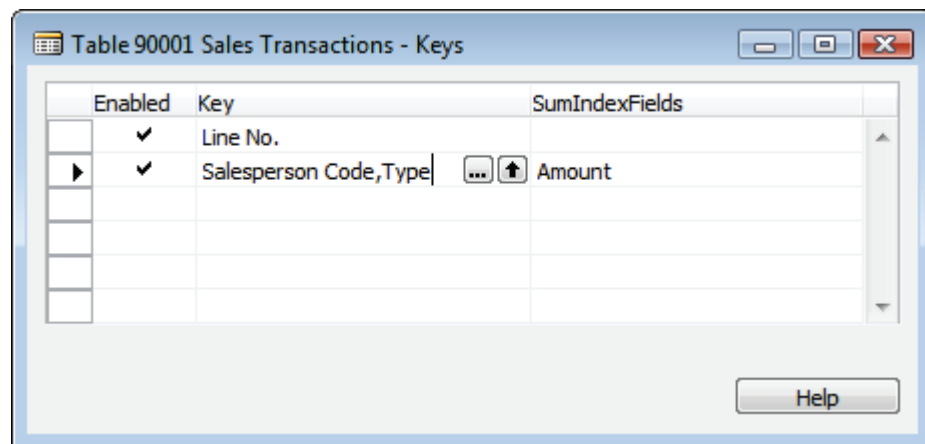 Table 90001 Sales Transactions - Keys
Enabled Key SumIndexFields
Line No.
Salesperson Code,Type ... Amount
Help